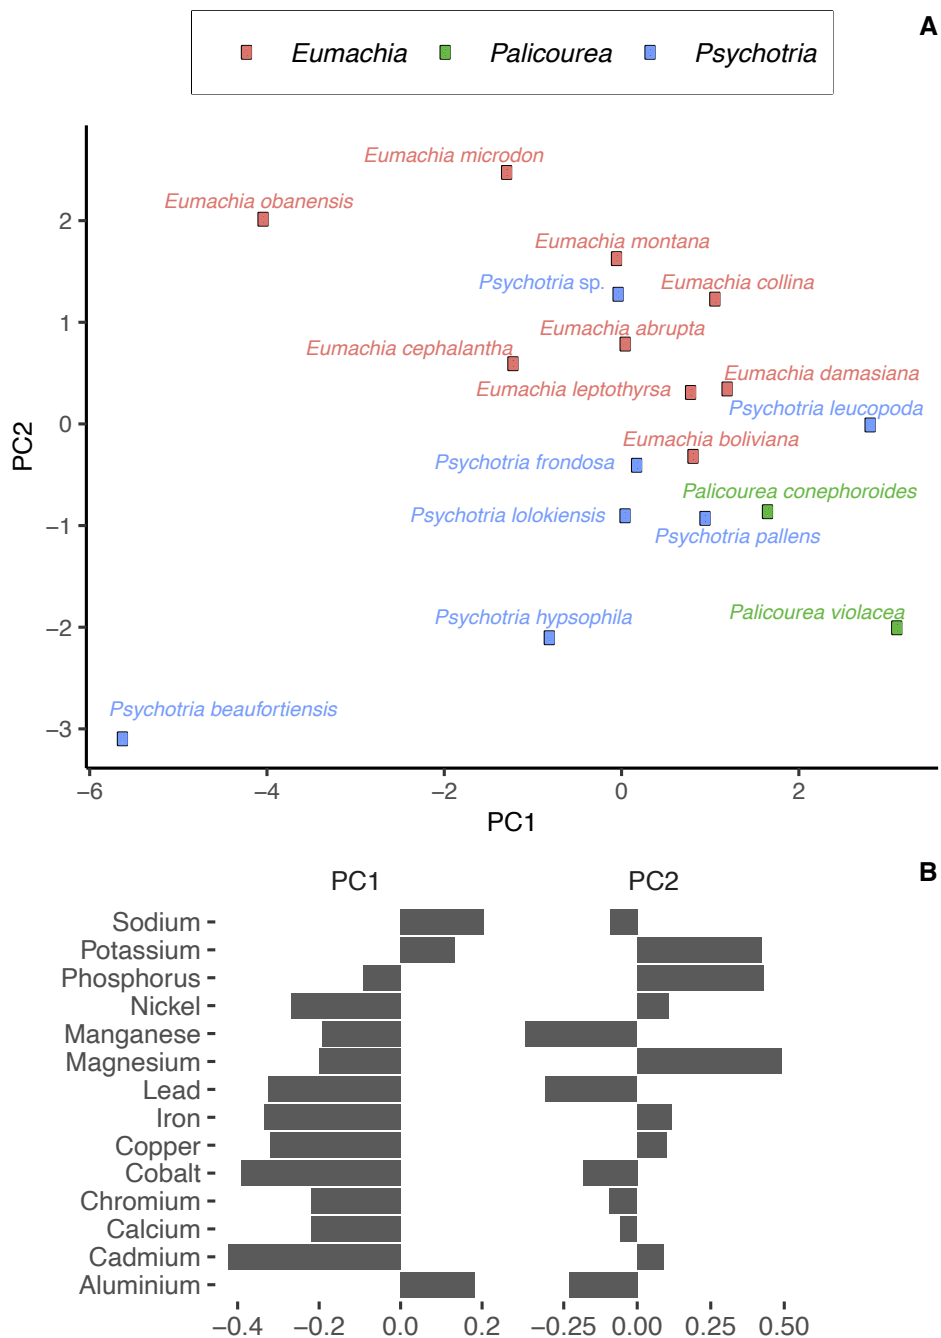 A
Eumachia Palicourea Psychotria
Eumachia microdon
Eumachia obanensis
2
Eumachia montana
Psychotria sp.
Eumachia collina
1
Eumachia abrupta
Eumachia cephalantha
Eumachia damasiana
Eumachia leptothyrsa
Psychotria leucopoda
0
Eumachia boliviana
PC2
Psychotria frondosa
Palicourea conephoroides
Psychotria lolokiensis
−1
Psychotria pallens
Palicourea violacea
Psychotria hypsophila
−2
Psychotria beaufortiensis
−3
−6 −4 −2 0 2
PC1
B
PC1 PC2
Sodium
Potassium
Phosphorus
Nickel
Manganese
Magnesium
Lead
Iron
Copper
Cobalt
Chromium
Calcium
Cadmium
Aluminium
−0.4 −0.2 0.0 0.2 −0.25 0.00 0.25 0.50